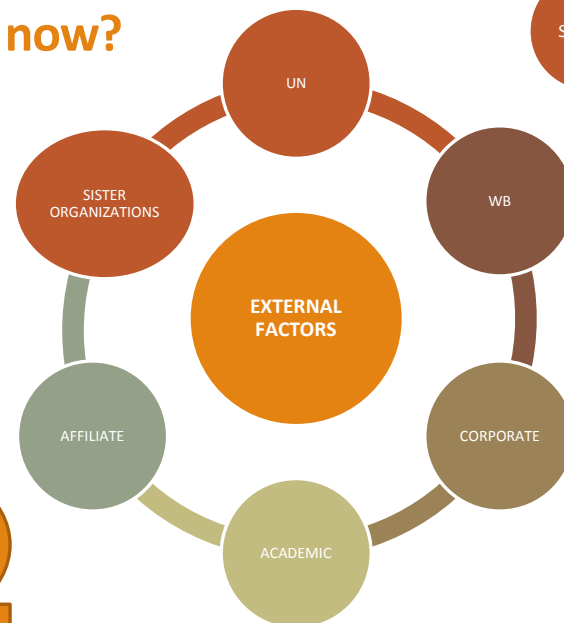 now?
S
UN
SISTER
ORGANIZATIONS
WB
EXTERNAL
FACTORS
AFFILIATE
CORPORATE
ACADEMIC